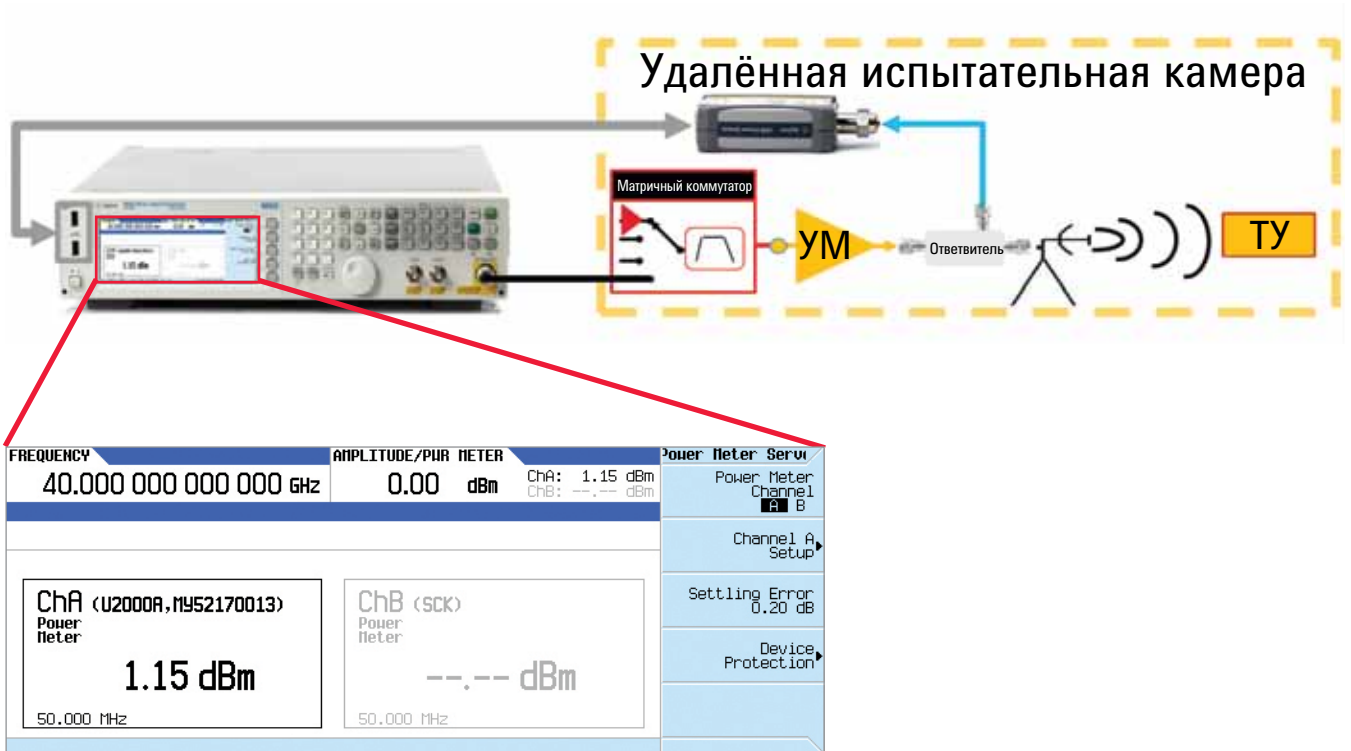 Удалённая испытательная камера
Матричный коммутатор
УМ
Ответвитель
ТУ
FREQUENCY
40.000 000 000 000 GHz
AMPLITUDE/PWR METER
0.00 dBm
ChA: 1.15 dBm
ChB: --.-- dBm
Power Meter Servi
Power Meter
Channel
A B
Channel A
Setup
Settling Error
0.20 dB
Device
Protection
ChA (U2000A,MY52170013)
Power
Meter
1.15 dBm
50.000 MHz
ChB (SCK)
Power
Meter
--.-- dBm
50.000 MHz